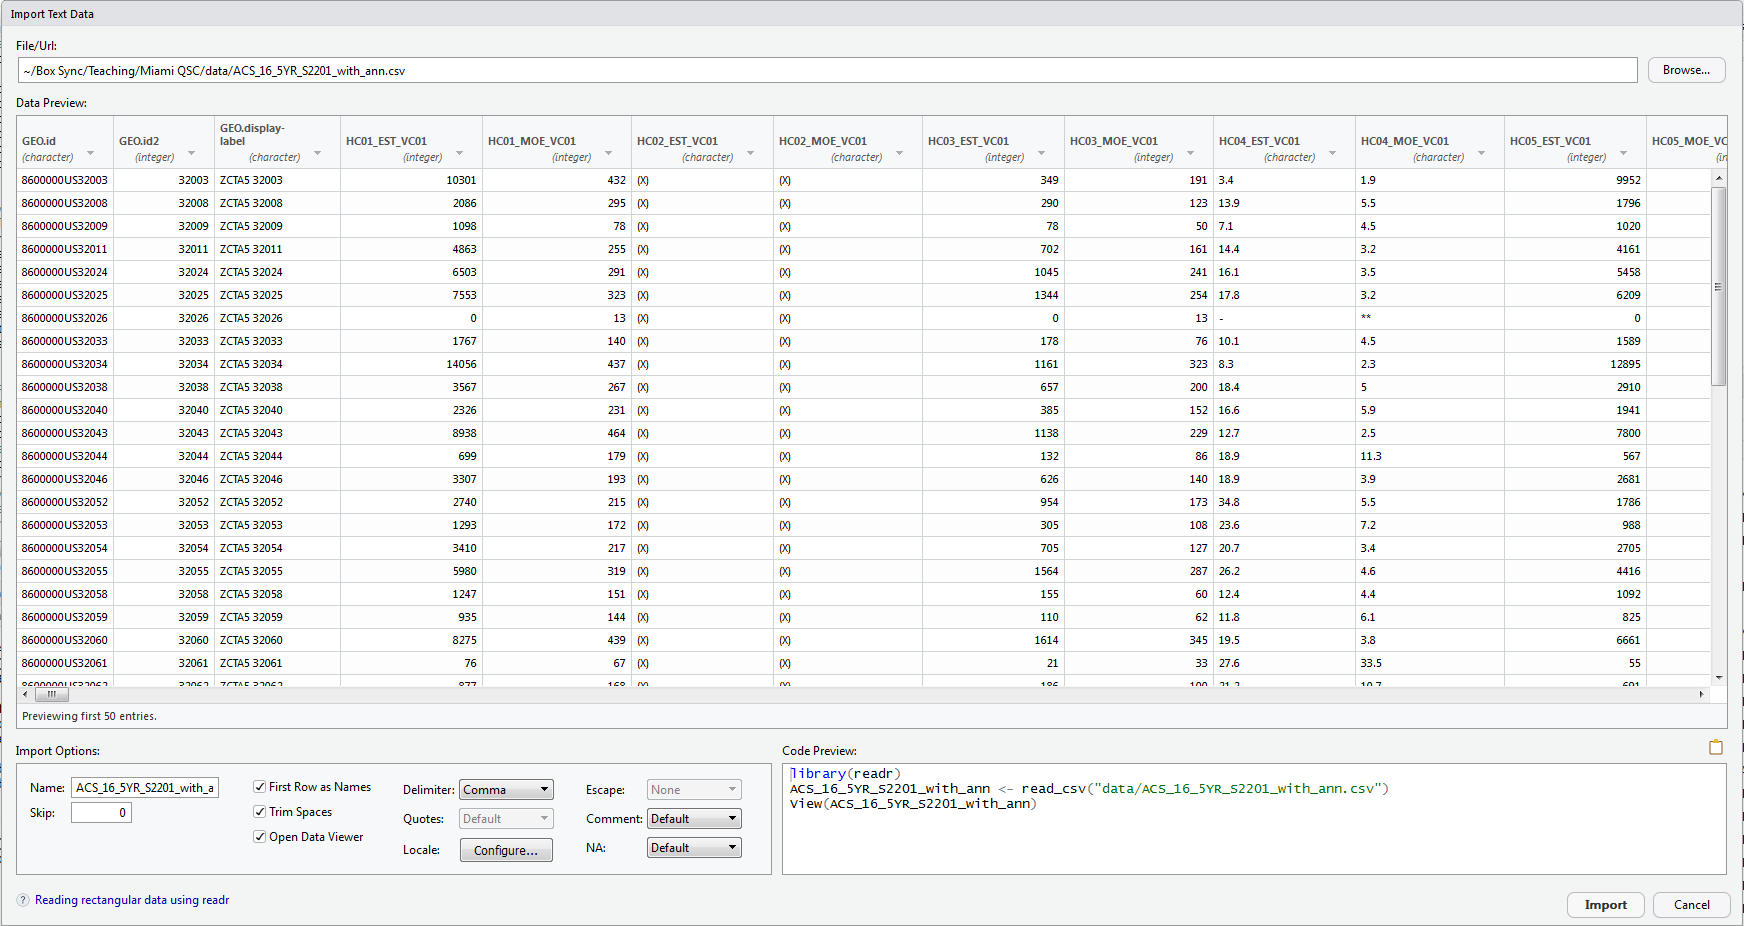 Import Text Data
File/Url:
~/Box Sync/Teaching/Miami QSC/data/ACS_16_5YR_S2201_with_ann.csv
Browse...
Data Preview:
GEO.id (character) GEO.id2 (integer) GEO.display-label (character) HC01_EST_VC01 (integer) HC01_MOE_VC01 (integer) HC02_EST_VC01 (character) HC02_MOE_VC01 (character) HC03_EST_VC01 (integer) HC03_MOE_VC01 (integer) HC04_EST_VC01 (character) HC04_MOE_VC01 (character) HC05_EST_VC01 (integer) HC05_MOE_VC
8600000US32003 32003 ZCTA5 32003 10301 432 (X) (X) 349 191 3.4 1.9 9952
8600000US32008 32008 ZCTA5 32008 2086 295 (X) (X) 290 123 13.9 5.5 1796
8600000US32009 32009 ZCTA5 32009 1098 78 (X) (X) 78 50 7.1 4.5 1020
8600000US32011 32011 ZCTA5 32011 4863 255 (X) (X) 702 161 14.4 3.2 4161
8600000US32024 32024 ZCTA5 32024 6503 291 (X) (X) 1045 241 16.1 3.5 5458
8600000US32025 32025 ZCTA5 32025 7553 323 (X) (X) 1344 254 17.8 3.2 6209
8600000US32026 32026 ZCTA5 32026 0 13 (X) (X) 0 13 - ** 0
8600000US32033 32033 ZCTA5 32033 1767 140 (X) (X) 178 76 10.1 4.5 1589
8600000US32034 32034 ZCTA5 32034 14056 437 (X) (X) 1161 323 8.3 2.3 12895
8600000US32038 32038 ZCTA5 32038 3567 267 (X) (X) 657 200 18.4 5 2910
8600000US32040 32040 ZCTA5 32040 2326 231 (X) (X) 385 152 16.6 5.9 1941
8600000US32043 32043 ZCTA5 32043 8938 464 (X) (X) 1138 229 12.7 2.5 7800
8600000US32044 32044 ZCTA5 32044 699 179 (X) (X) 132 86 18.9 11.3 567
8600000US32046 32046 ZCTA5 32046 3307 193 (X) (X) 626 140 18.9 3.9 2681
8600000US32052 32052 ZCTA5 32052 2740 215 (X) (X) 954 173 34.8 5.5 1786
8600000US32053 32053 ZCTA5 32053 1293 172 (X) (X) 305 108 23.6 7.2 988
8600000US32054 32054 ZCTA5 32054 3410 217 (X) (X) 705 127 20.7 3.4 2705
8600000US32055 32055 ZCTA5 32055 5980 319 (X) (X) 1564 287 26.2 4.6 4416
8600000US32058 32058 ZCTA5 32058 1247 151 (X) (X) 155 60 12.4 4.4 1092
8600000US32059 32059 ZCTA5 32059 935 144 (X) (X) 110 62 11.8 6.1 825
8600000US32060 32060 ZCTA5 32060 8275 439 (X) (X) 1614 345 19.5 3.8 6661
8600000US32061 32061 ZCTA5 32061 76 67 (X) (X) 21 33 27.6 33.5 55
Previewing first 50 entries.
Import Options:
Name: ACS_16_5YR_S2201_with_a
Skip: 0
First Row as Names
Trim Spaces
Open Data Viewer
Delimiter: Comma
Quotes: Default
Locale: Configure...
Escape: None
Comment: Default
NA: Default
Code Preview:
library(readr)
ACS_16_5YR_S2201_with_ann <- read_csv("data/ACS_16_5YR_S2201_with_ann.csv")
View(ACS_16_5YR_S2201_with_ann)
? Reading rectangular data using readr
Import
Cancel